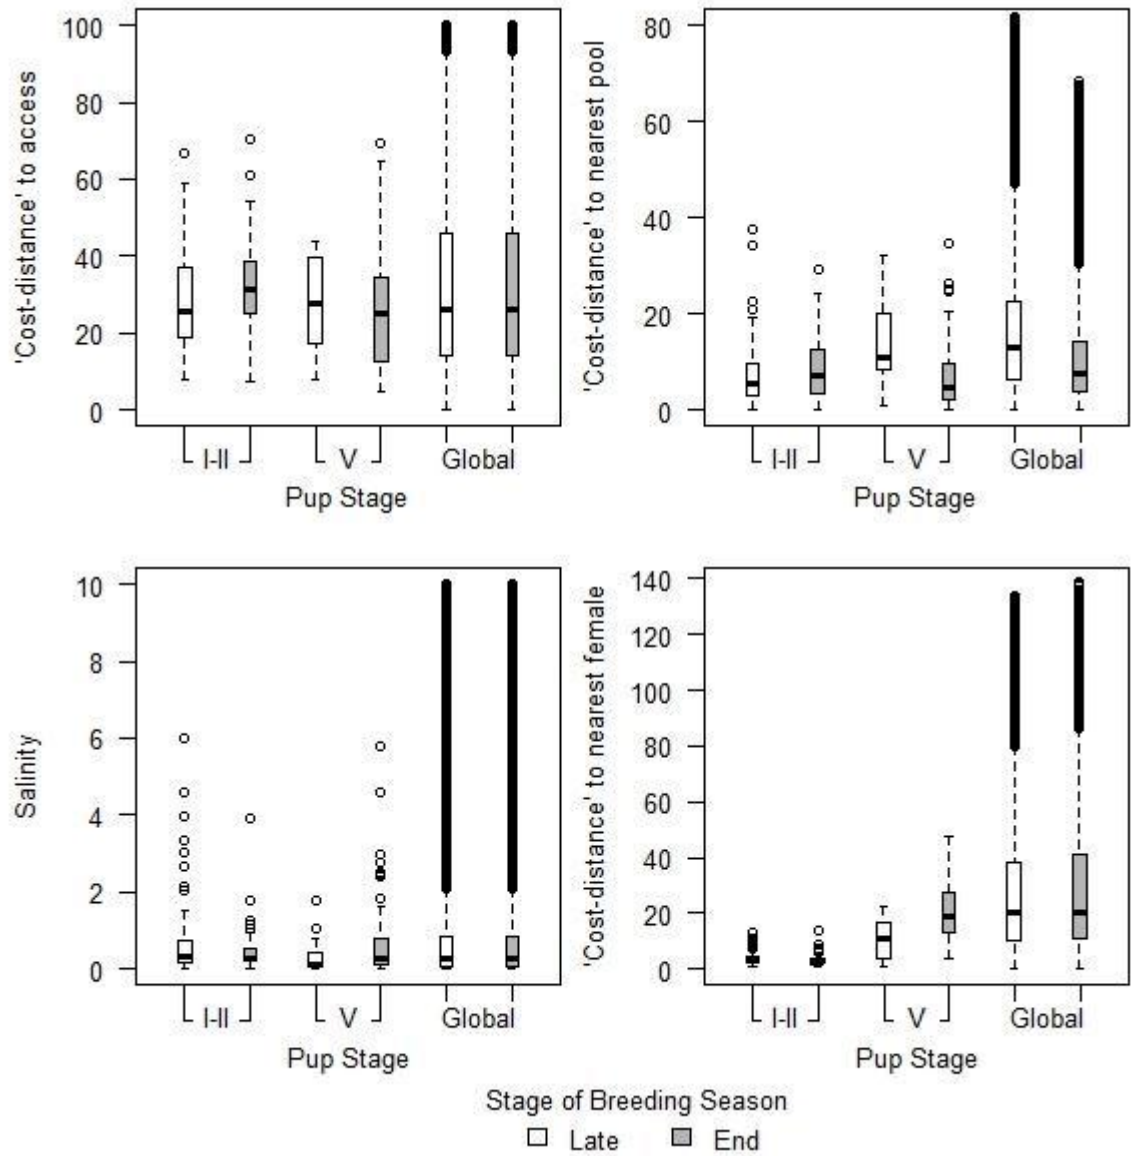 'Cost-distance' to access
100
80
60
40
20
0
I-II V Global
Pup Stage
'Cost-distance' to nearest pool
80
60
40
20
0
I-II V Global
Pup Stage
Salinity
10
8
6
4
2
0
I-II V Global
Pup Stage
'Cost-distance' to nearest female
140
120
100
80
60
40
20
0
I-II V Global
Pup Stage
Stage of Breeding Season
Late End